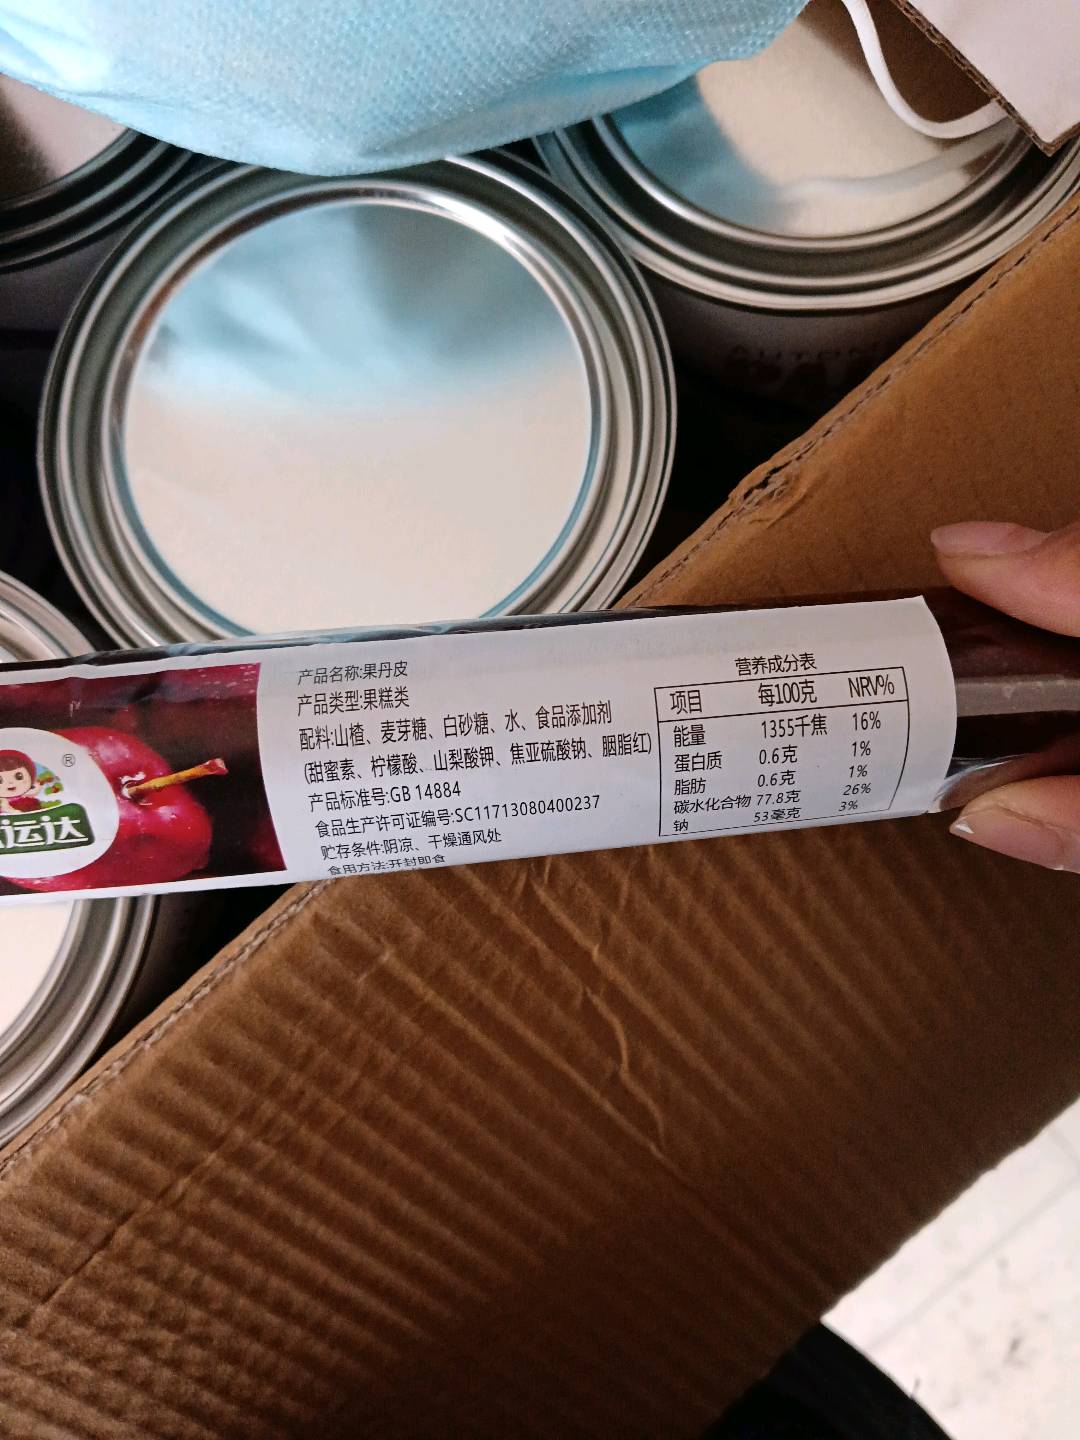 ®
运达
产品名称:果丹皮
产品类型:果糕类
配料:山楂、麦芽糖、白砂糖、水、食品添加剂
(甜蜜素、柠檬酸、山梨酸钾、焦亚硫酸钠、胭脂红)
产品标准号:GB 14884
食品生产许可证编号:SC11713080400237
贮存条件:阴凉、干燥通风处
食用方法:开封即食
营养成分表
项目 每100克 NRV%
能量 1355千焦 16%
蛋白质 0.6克 1%
脂肪 0.6克 1%
碳水化合物 77.8克 26%
钠 53毫克 3%